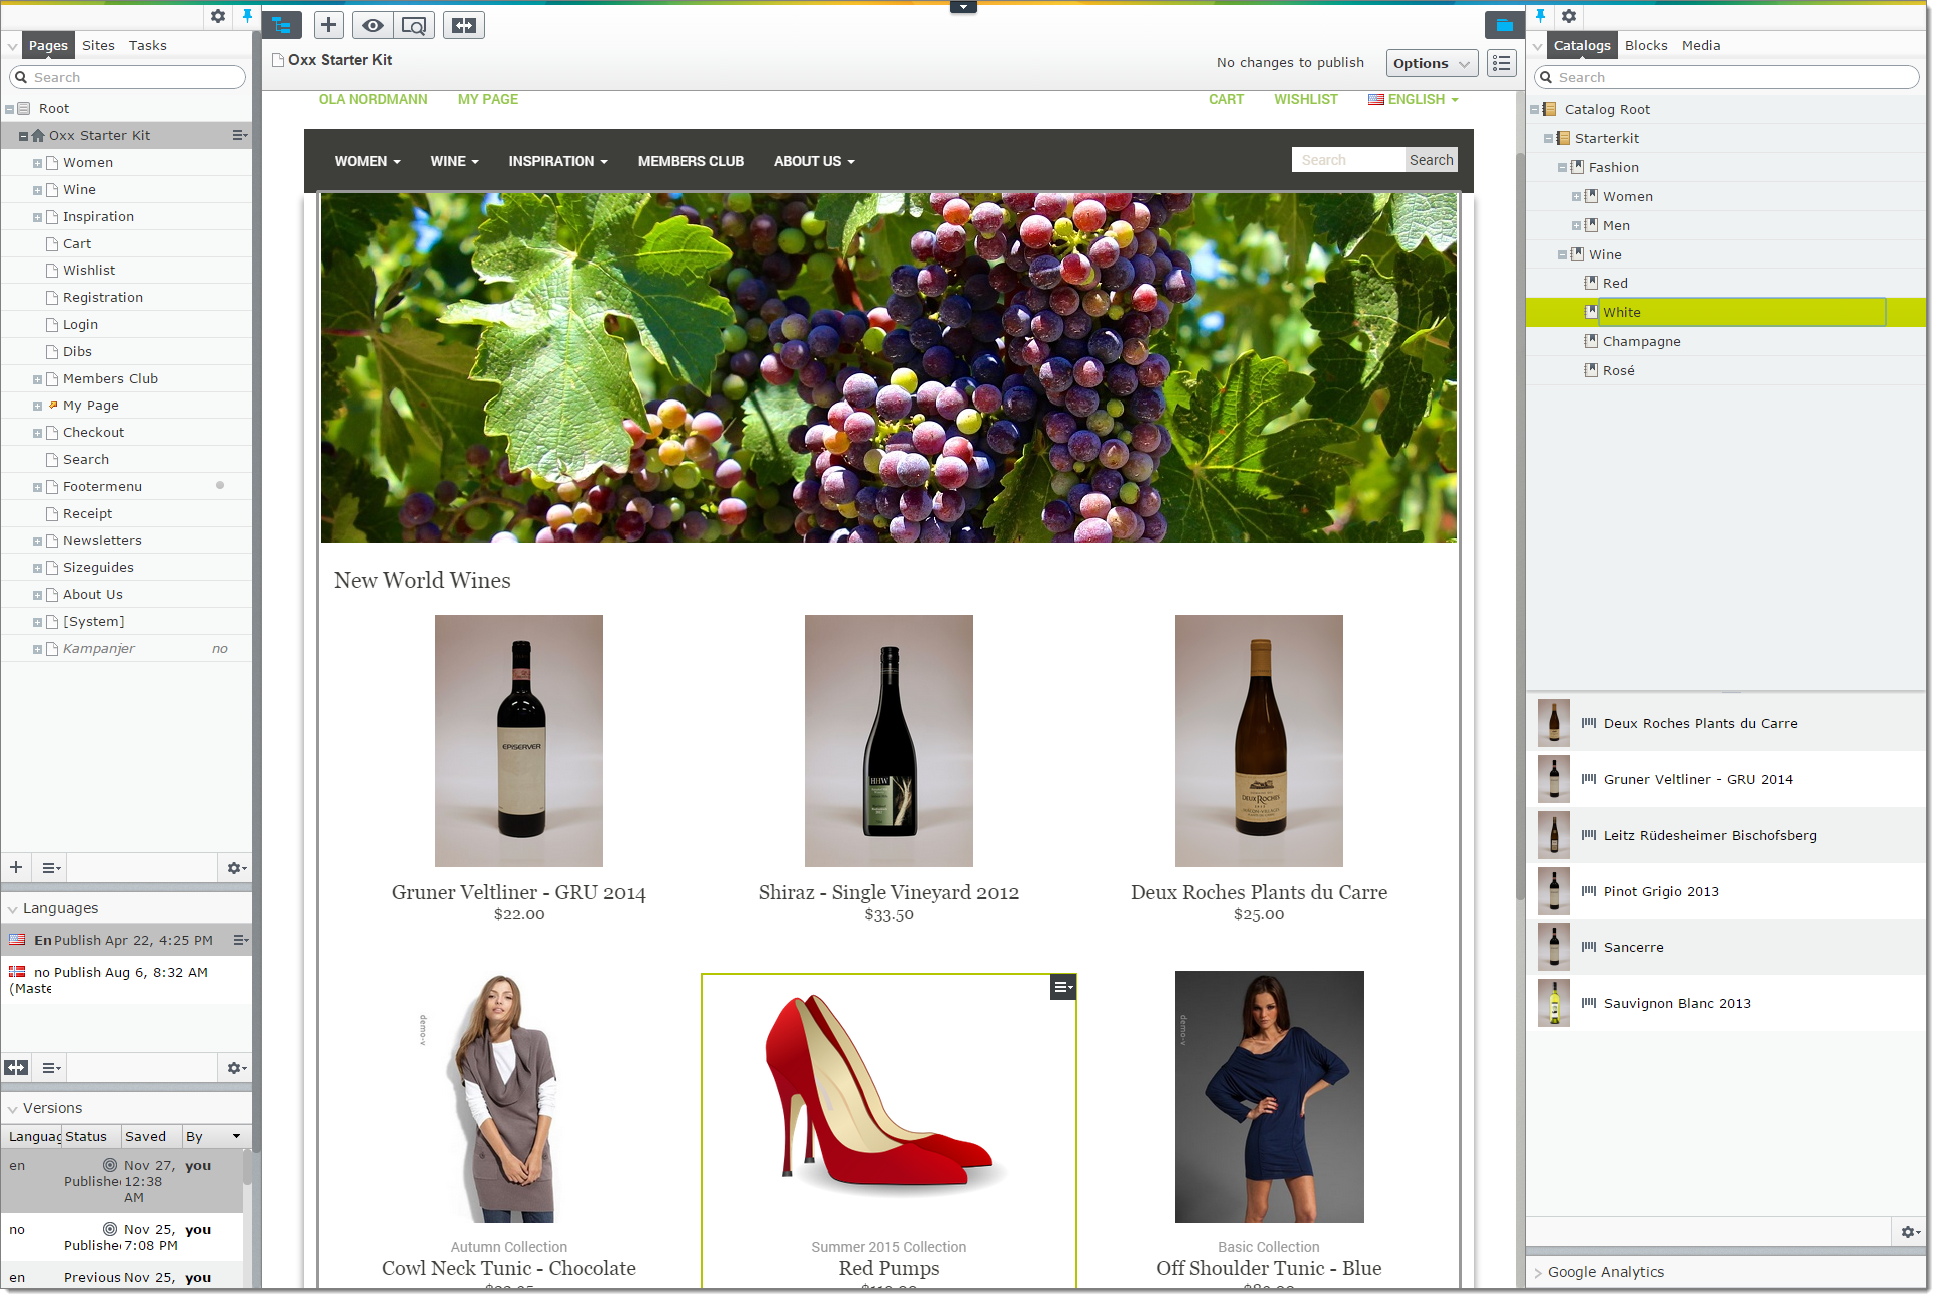 Pages Sites Tasks
Search
Root
Oxx Starter Kit
Women
Wine
Inspiration
Cart
Wishlist
Registration
Login
Dibs
Members Club
My Page
Checkout
Search
Footermenu
Receipt
Newsletters
Sizeguides
About Us
[System]
Kampanjer no
Languages
En Publish Apr 22, 4:25 PM
no Publish Aug 6, 8:32 AM
(Maste
Versions
Languag Status Saved By
en Nov 27, you
Publishe 12:38
AM
no Nov 25, you
Publishe 7:08 PM
en Previous Nov 25, you
Oxx Starter Kit
No changes to publish
Options
OLA NORDMANN MY PAGE
CART WISHLIST ENGLISH
WOMEN WINE INSPIRATION MEMBERS CLUB ABOUT US
Search Search
New World Wines
EPISERVER
HHW
DEUX ROCHES
Gruner Veltliner - GRU 2014
$22.00
Shiraz - Single Vineyard 2012
$33.50
Deux Roches Plants du Carre
$25.00
demo-v
demo-v
Autumn Collection
Cowl Neck Tunic - Chocolate
Summer 2015 Collection
Red Pumps
Basic Collection
Off Shoulder Tunic - Blue
Catalogs Blocks Media
Search
Catalog Root
Starterkit
Fashion
Women
Men
Wine
Red
White
Champagne
Rosé
Deux Roches Plants du Carre
Gruner Veltliner - GRU 2014
Leitz Rüdesheimer Bischofsberg
Pinot Grigio 2013
Sancerre
Sauvignon Blanc 2013
Google Analytics